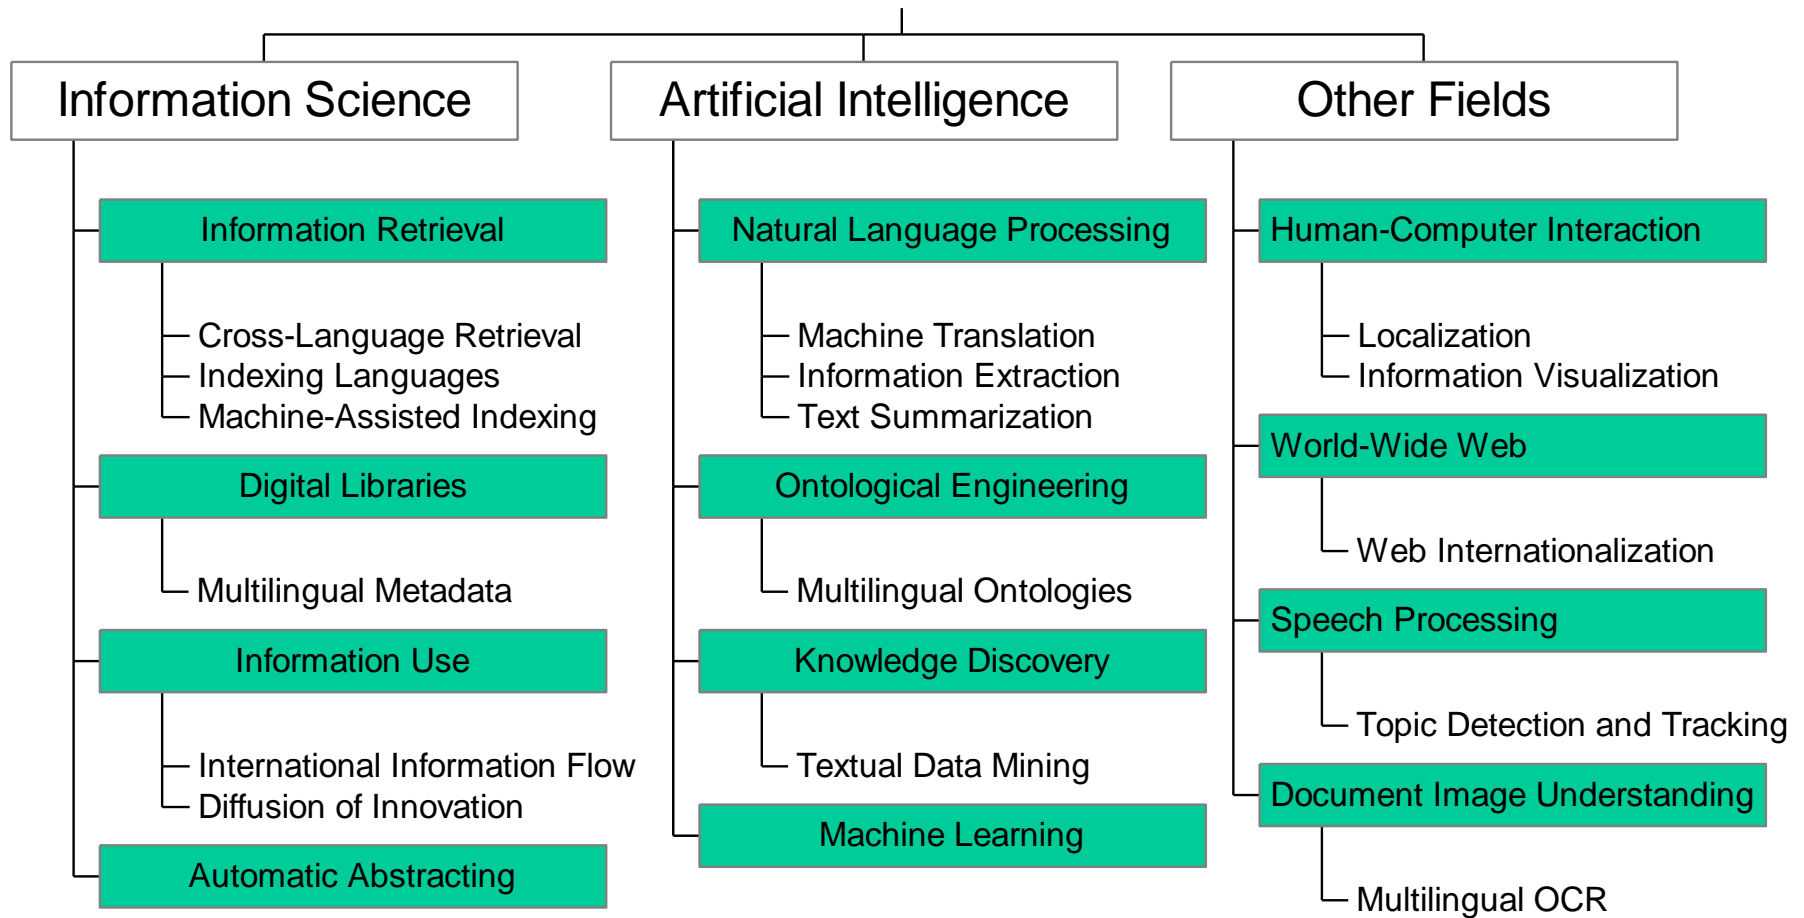 Information Science
Information Retrieval
Cross-Language Retrieval
Indexing Languages
Machine-Assisted Indexing
Digital Libraries
Multilingual Metadata
Information Use
International Information Flow
Diffusion of Innovation
Automatic Abstracting
Artificial Intelligence
Natural Language Processing
Machine Translation
Information Extraction
Text Summarization
Ontological Engineering
Multilingual Ontologies
Knowledge Discovery
Textual Data Mining
Machine Learning
Other Fields
Human-Computer Interaction
Localization
Information Visualization
World-Wide Web
Web Internationalization
Speech Processing
Topic Detection and Tracking
Document Image Understanding
Multilingual OCR